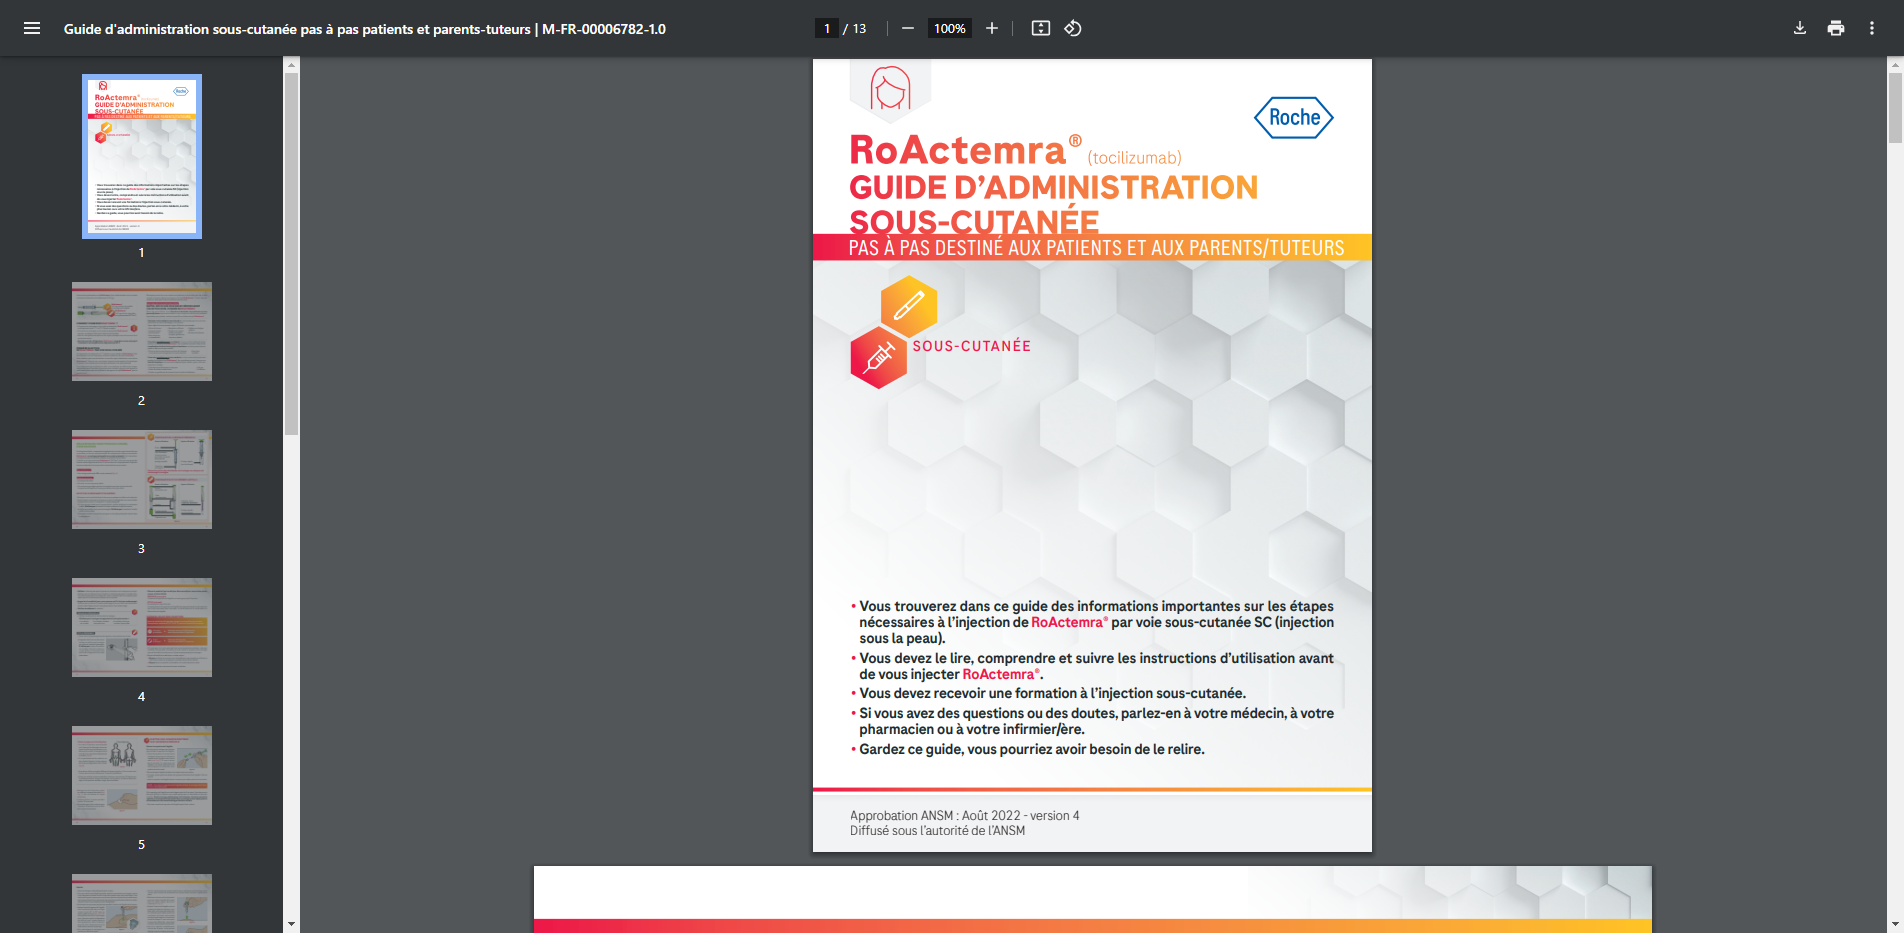 Guide d'administration sous-cutanée pas à pas patients et parents-tuteurs | M-FR-00006782-1.0
1 / 13
100%
RoActemra®
GUIDE D'ADMINISTRATION
SOUS-CUTANÉE
1
2
3
4
5
Roche
RoActemra® (tocilizumab)
GUIDE D’ADMINISTRATION
SOUS-CUTANÉE
PAS À PAS DESTINÉ AUX PATIENTS ET AUX PARENTS/TUTEURS
SOUS-CUTANÉE
• Vous trouverez dans ce guide des informations importantes sur les étapes
nécessaires à l’injection de RoActemra® par voie sous-cutanée SC (injection
sous la peau).
• Vous devez le lire, comprendre et suivre les instructions d’utilisation avant
de vous injecter RoActemra®.
• Vous devez recevoir une formation à l’injection sous-cutanée.
• Si vous avez des questions ou des doutes, parlez-en à votre médecin, à votre
pharmacien ou à votre infirmier/ère.
• Gardez ce guide, vous pourriez avoir besoin de le relire.
Approbation ANSM : Août 2022 - version 4
Diffusé sous l’autorité de l’ANSM